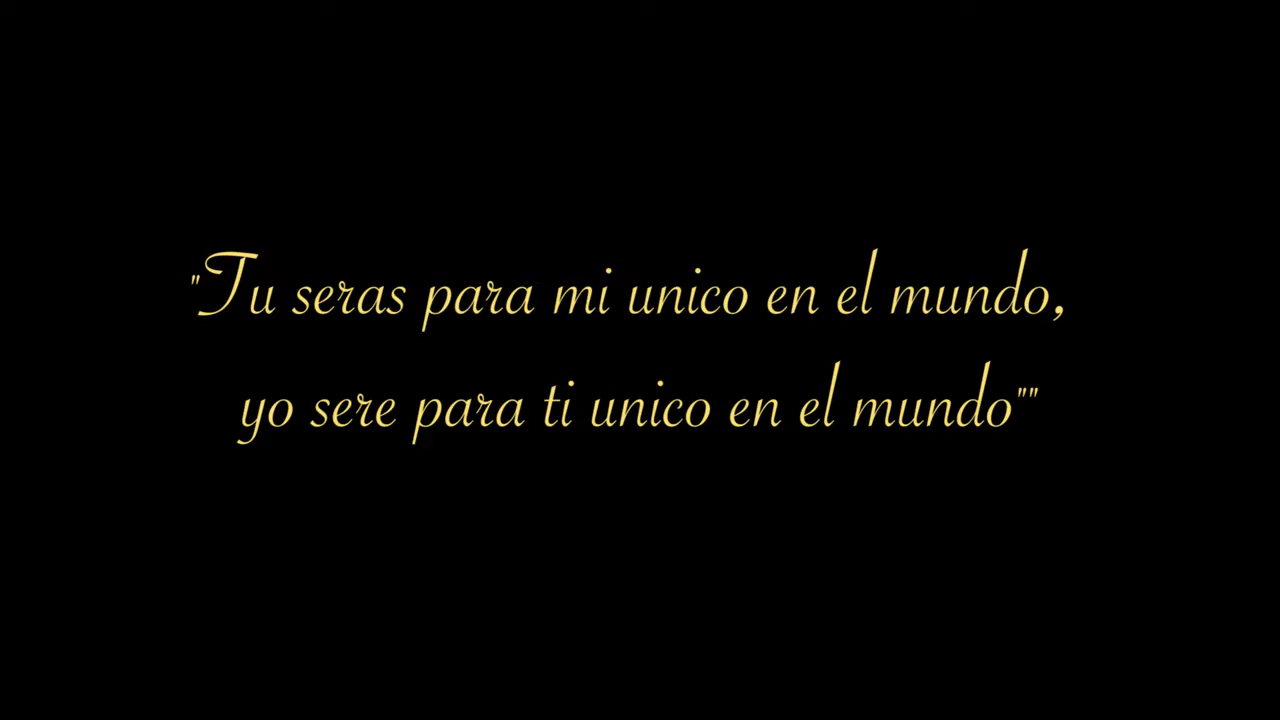 "Tu seras para mi unico en el mundo,
yo sere para ti unico en el mundo""